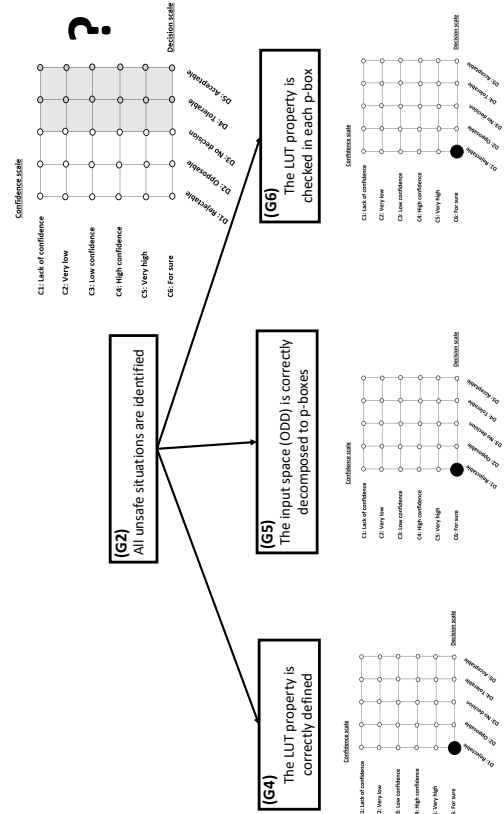 (G2)
All unsafe situations are identified
Confidence scale
C1: Lack of confidence
C2: Very low
C3: Low confidence
C4: High confidence
C5: Very high
C6: For sure
D1: Rejectable
D2: Opposable
D3: No decision
D4: Tolerable
D5: Acceptable
Decision scale
?
(G4)
The LUT property is
correctly defined
(G5)
The input space (ODD) is correctly
decomposed to p-boxes
(G6)
The LUT property is
checked in each p-box
Confidence scale
C1: Lack of confidence
C2: Very low
C3: Low confidence
C4: High confidence
C5: Very high
C6: For sure
D1: Rejectable
D2: Opposable
D3: No decision
D4: Tolerable
D5: Acceptable
Decision scale
Confidence scale
C1: Lack of confidence
C2: Very low
C3: Low confidence
C4: High confidence
C5: Very high
C6: For sure
D1: Rejectable
D2: Opposable
D3: No decision
D4: Tolerable
D5: Acceptable
Decision scale
Confidence scale
C1: Lack of confidence
C2: Very low
C3: Low confidence
C4: High confidence
C5: Very high
C6: For sure
D1: Rejectable
D2: Opposable
D3: No decision
D4: Tolerable
D5: Acceptable
Decision scale